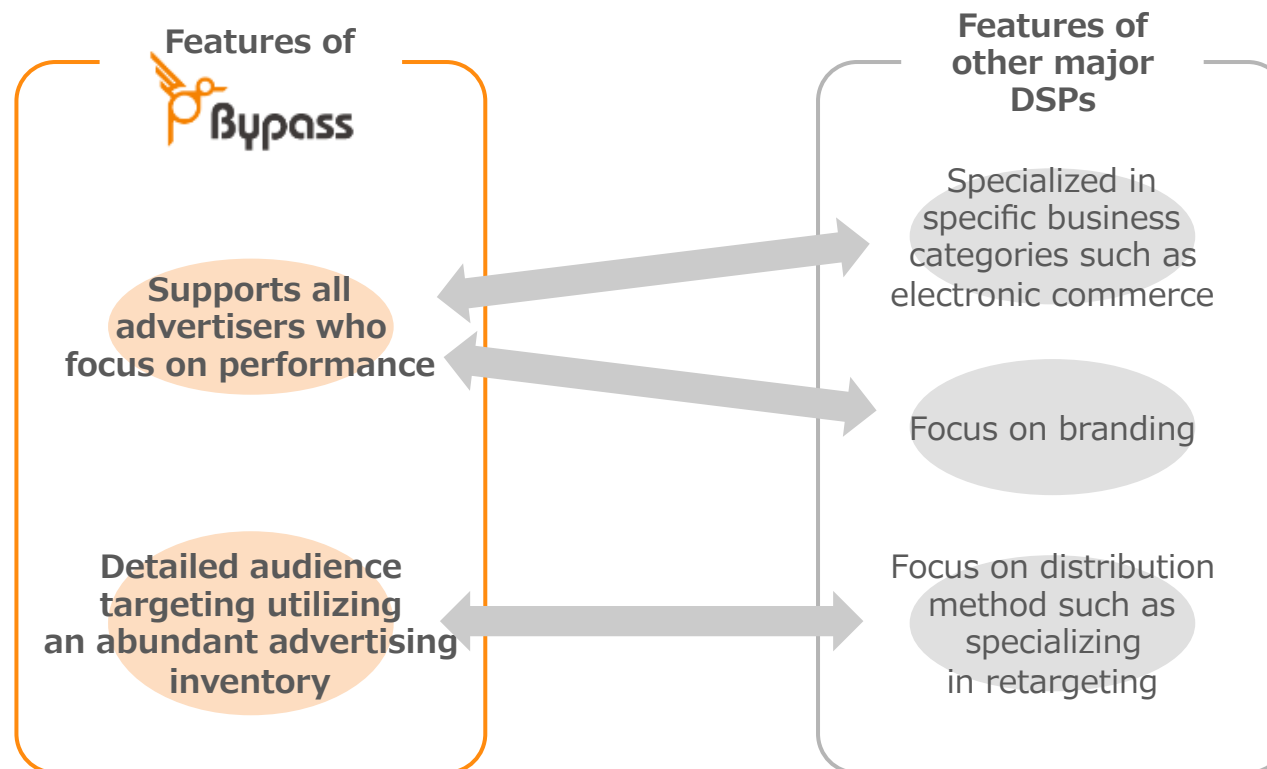 Features of
Bypass
Supports all
advertisers who
focus on performance
Detailed audience
targeting utilizing
an abundant advertising
inventory
Features of
other major
DSPs
Specialized in
specific business
categories such as
electronic commerce
Focus on branding
Focus on distribution
method such as
specializing
in retargeting